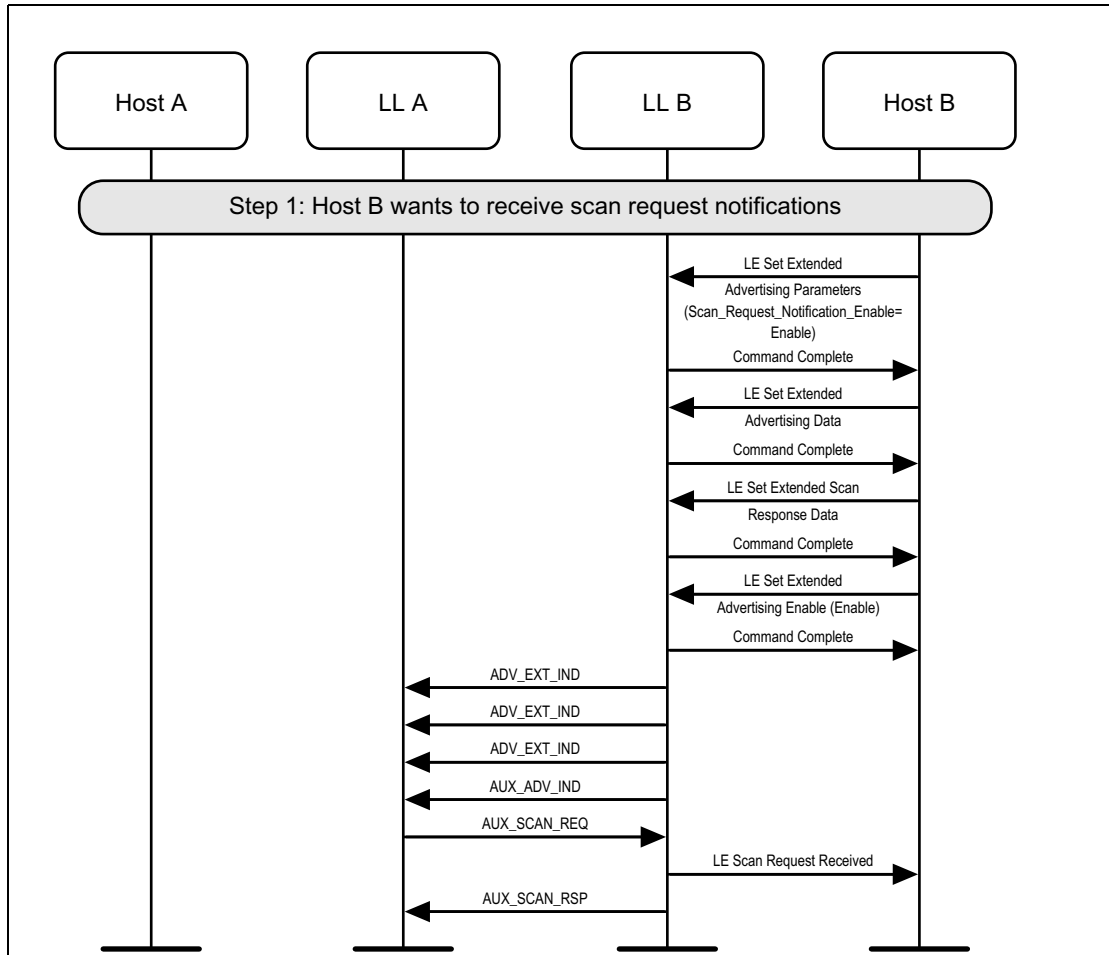 Host A
LL A
LL B
Host B
Step 1: Host B wants to receive scan request notifications
LE Set Extended
Advertising Parameters
(Scan_Request_Notification_Enable=
Enable)
Command Complete
LE Set Extended
Advertising Data
Command Complete
LE Set Extended Scan
Response Data
Command Complete
LE Set Extended
Advertising Enable (Enable)
Command Complete
ADV_EXT_IND
ADV_EXT_IND
ADV_EXT_IND
AUX_ADV_IND
AUX_SCAN_REQ
LE Scan Request Received
AUX_SCAN_RSP